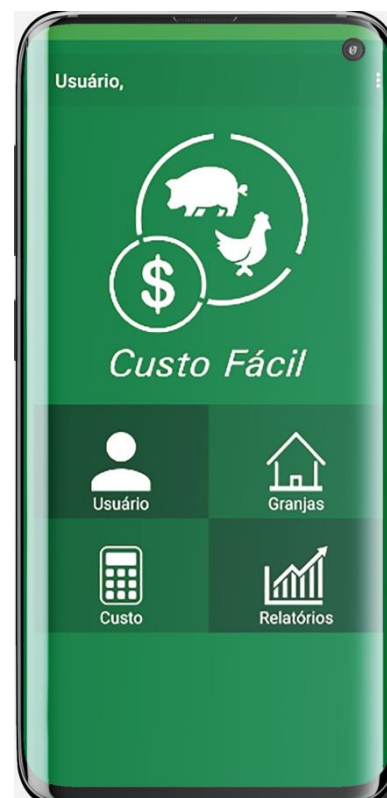 Usuário,
$
Custo Fácil
Usuário
Granjas
Custo
Relatórios